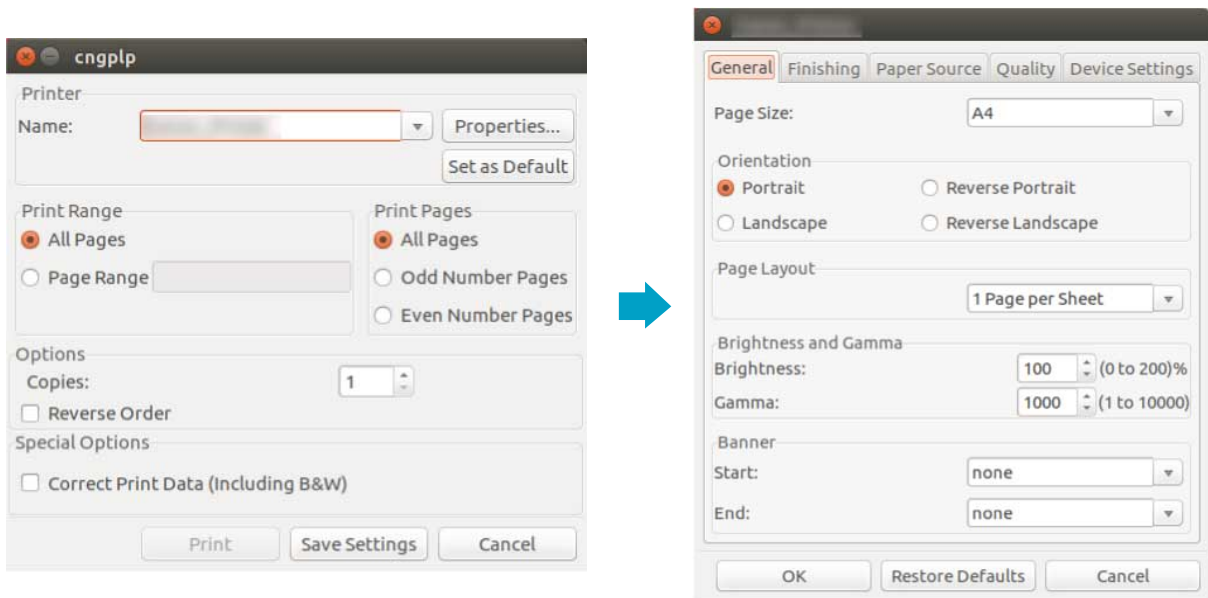 cngplp
Printer
Name:
Properties...
Set as Default
Print Range
All Pages
Page Range
Print Pages
All Pages
Odd Number Pages
Even Number Pages
Options
Copies: 1
Reverse Order
Special Options
Correct Print Data (Including B&W)
Print Save Settings Cancel
General Finishing Paper Source Quality Device Settings
Page Size: A4
Orientation
Portrait Reverse Portrait
Landscape Reverse Landscape
Page Layout
1 Page per Sheet
Brightness and Gamma
Brightness: 100 (0 to 200)%
Gamma: 1000 (1 to 10000)
Banner
Start: none
End: none
OK Restore Defaults Cancel